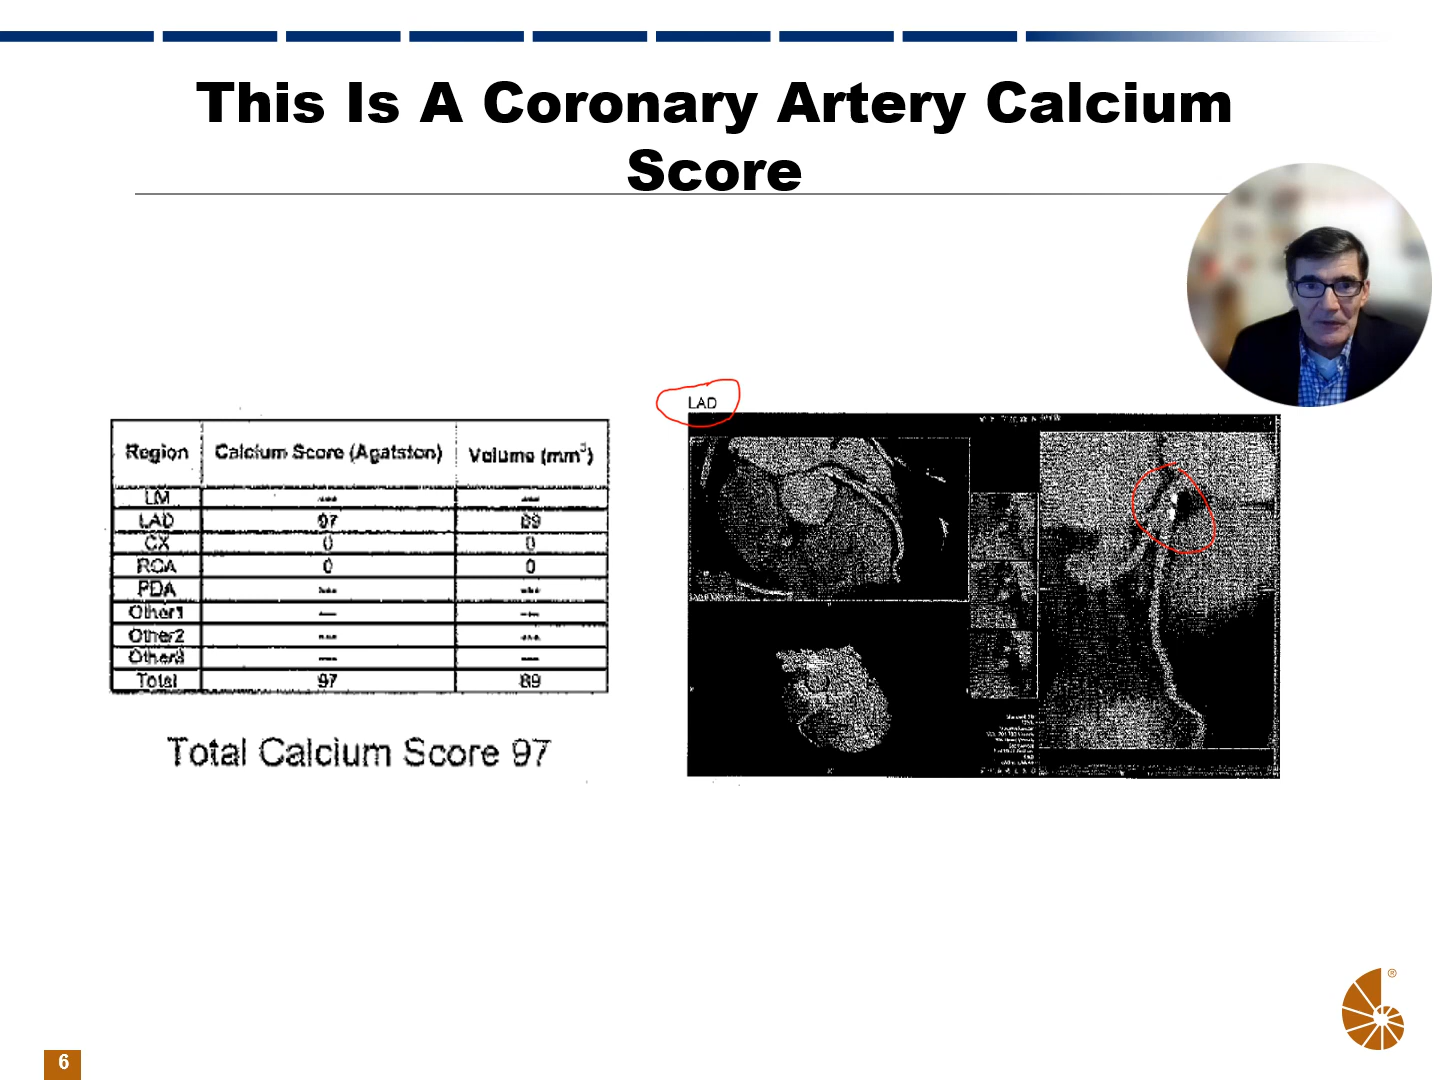 This Is A Coronary Artery Calcium
Score
LAD
Region Calcium Score (Agatston) Volume (mm³)
LM --- ---
LAD 97 89
CX 0 0
RCA 0 0
PDA --- ---
Other1 --- ---
Other2 --- ---
Other3 --- ---
Total 97 89
Total Calcium Score 97
®
6